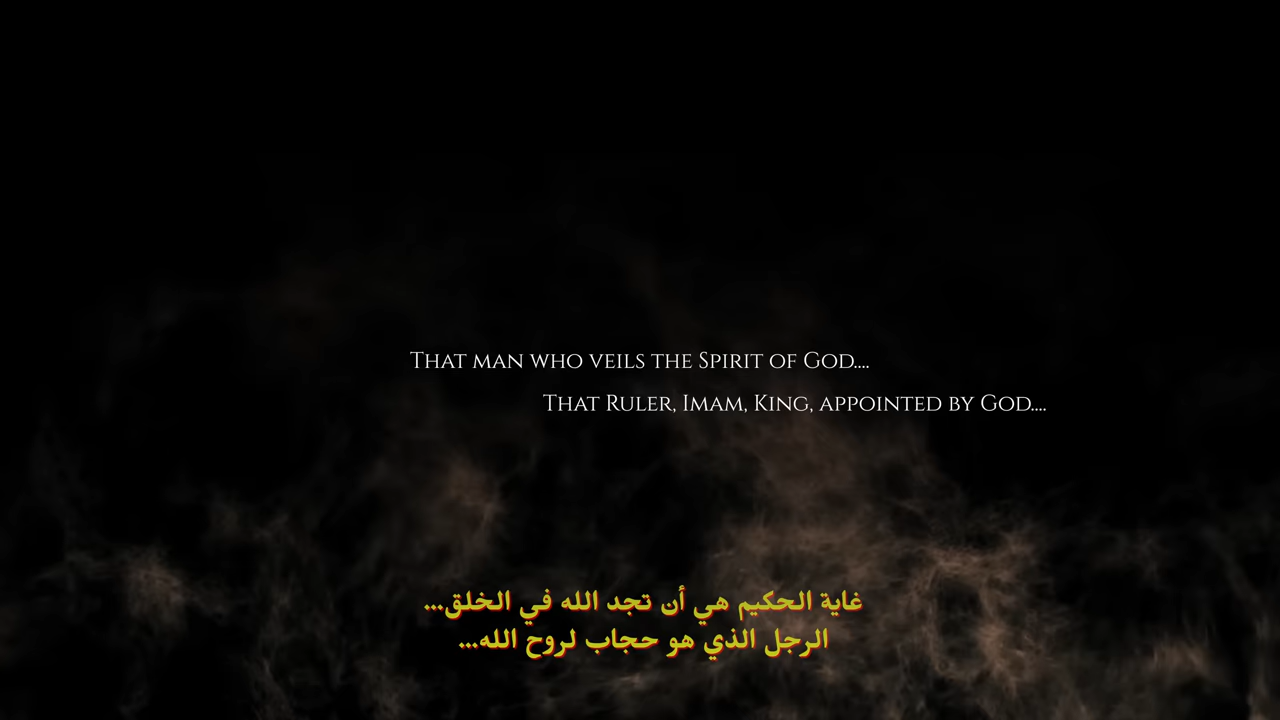 That man who veils the Spirit of God....
That Ruler, Imam, King, appointed by God....
غاية الحكيم هي أن تجد الله في الخلق...
الرجل الذي هو حجاب لروح الله...